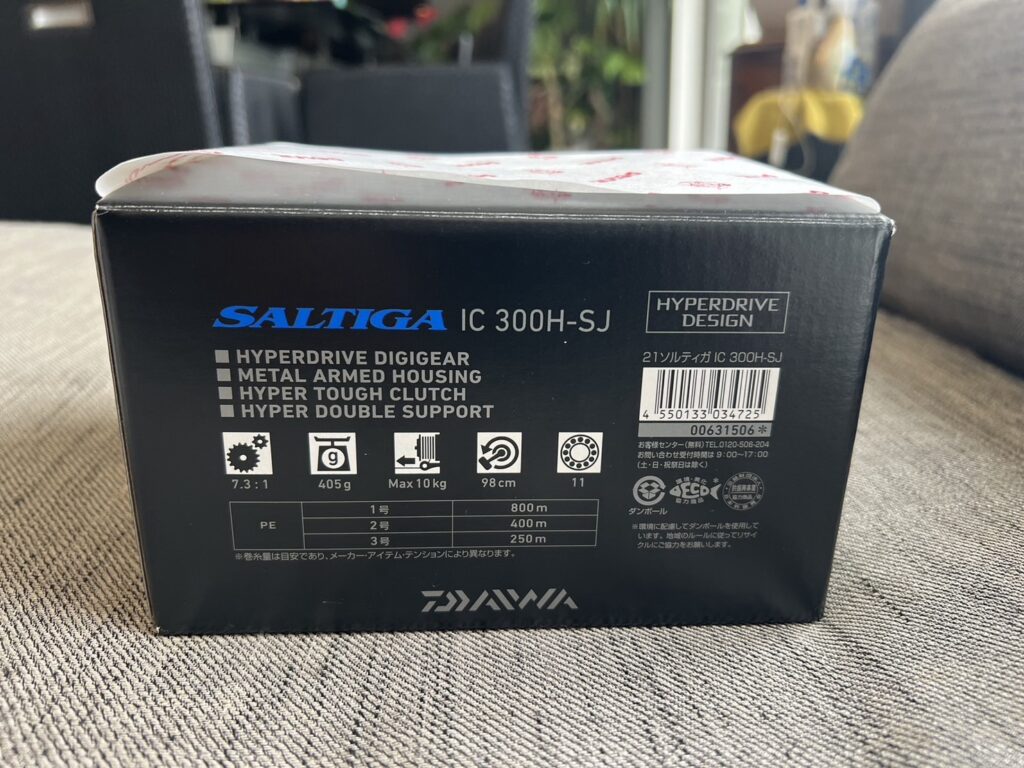 SALTIGA IC 300H-SJ
HYPERDRIVE
DESIGN
■ HYPERDRIVE DIGIGEAR
■ METAL ARMED HOUSING
■ HYPER TOUGH CLUTCH
■ HYPER DOUBLE SUPPORT
21ソルティガ IC 300H-SJ
4 550133 034725
00631506*
お客様センター(無料)TEL.0120-506-204
お問い合わせ受付時間は 9:00〜17:00
(土・日・祝祭日は除く)
g
7.3 : 1 405g Max10kg 98cm 11
PE
1号 800m
2号 400m
3号 250m
※巻糸量は目安であり、メーカー・アイテム・テンションにより異なります。
ECO
協力商品
ダンボール
※環境に配慮してダンボールを使用して
います。地域のルールに従ってリサイ
クルにご協力をお願いします。
DAIWA